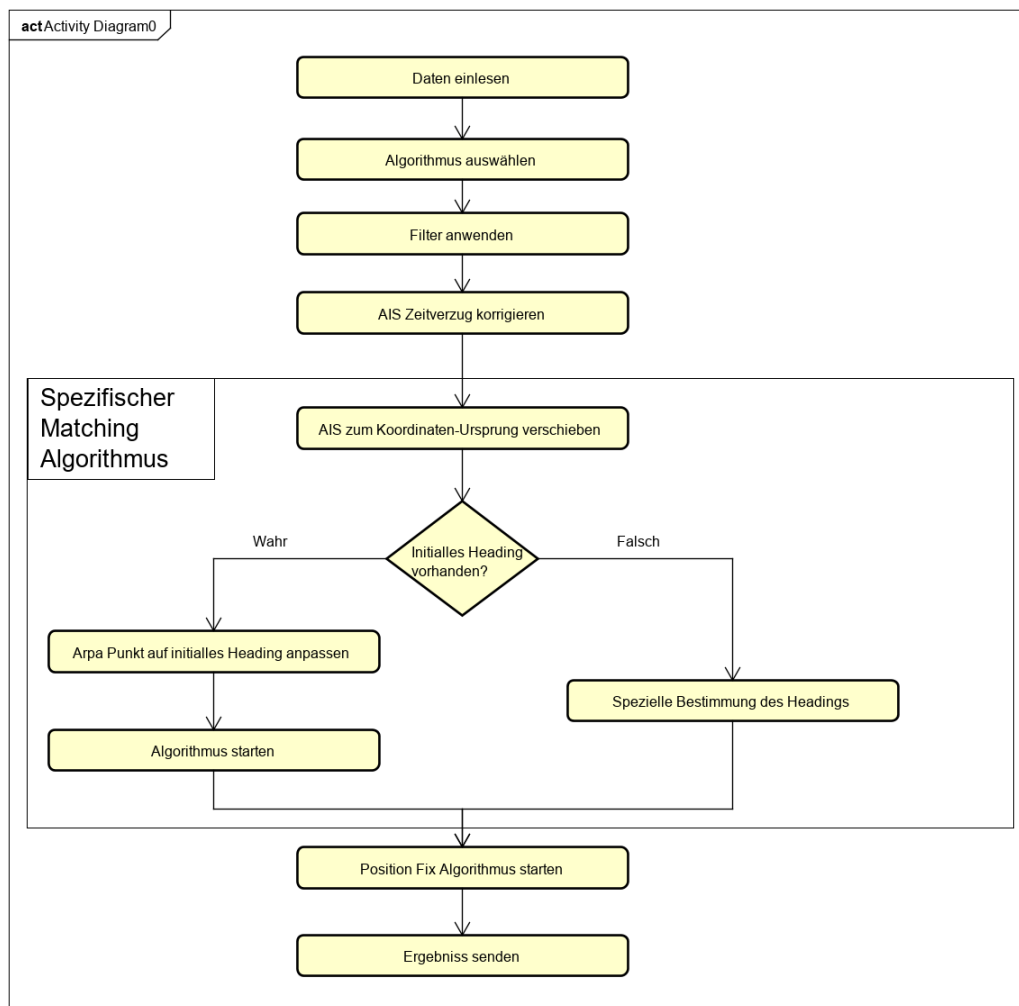 act Activity Diagram0
Daten einlesen
Algorithmus auswählen
Filter anwenden
AIS Zeitverzug korrigieren
Spezifischer
Matching
Algorithmus
AIS zum Koordinaten-Ursprung verschieben
Initialles Heading
vorhanden?
Wahr
Falsch
Arpa Punkt auf initialles Heading anpassen
Spezielle Bestimmung des Headings
Algorithmus starten
Position Fix Algorithmus starten
Ergebniss senden